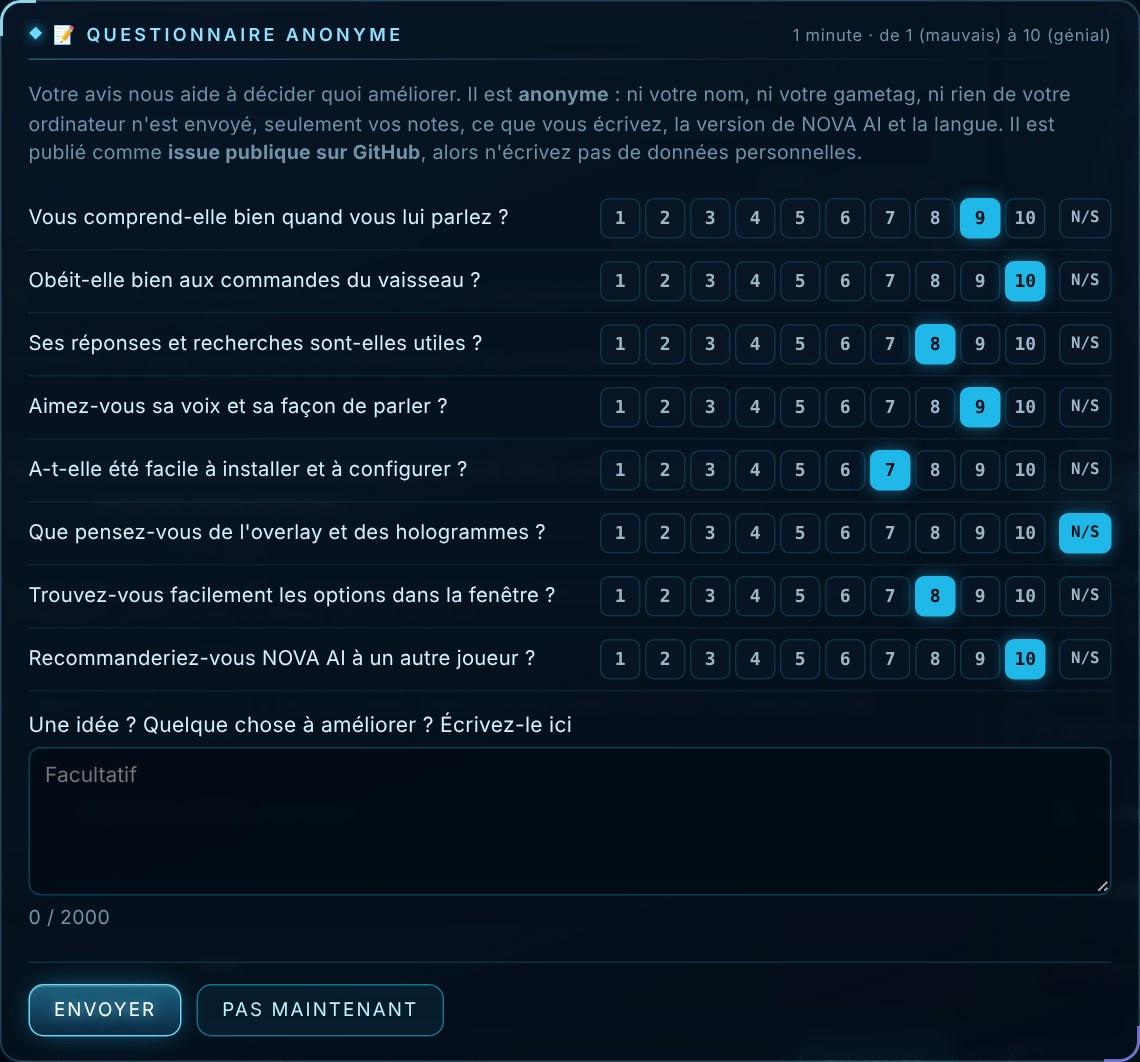 📝 QUESTIONNAIRE ANONYME
1 minute · de 1 (mauvais) à 10 (génial)
Votre avis nous aide à décider quoi améliorer. Il est anonyme : ni votre nom, ni votre gametag, ni rien de votre
ordinateur n'est envoyé, seulement vos notes, ce que vous écrivez, la version de NOVA AI et la langue. Il est
publié comme issue publique sur GitHub, alors n'écrivez pas de données personnelles.
Vous comprend-elle bien quand vous lui parlez ? 1 2 3 4 5 6 7 8 9 10 N/S
Obéit-elle bien aux commandes du vaisseau ? 1 2 3 4 5 6 7 8 9 10 N/S
Ses réponses et recherches sont-elles utiles ? 1 2 3 4 5 6 7 8 9 10 N/S
Aimez-vous sa voix et sa façon de parler ? 1 2 3 4 5 6 7 8 9 10 N/S
A-t-elle été facile à installer et à configurer ? 1 2 3 4 5 6 7 8 9 10 N/S
Que pensez-vous de l'overlay et des hologrammes ? 1 2 3 4 5 6 7 8 9 10 N/S
Trouvez-vous facilement les options dans la fenêtre ? 1 2 3 4 5 6 7 8 9 10 N/S
Recommanderiez-vous NOVA AI à un autre joueur ? 1 2 3 4 5 6 7 8 9 10 N/S
Une idée ? Quelque chose à améliorer ? Écrivez-le ici
Facultatif
0 / 2000
ENVOYER
PAS MAINTENANT